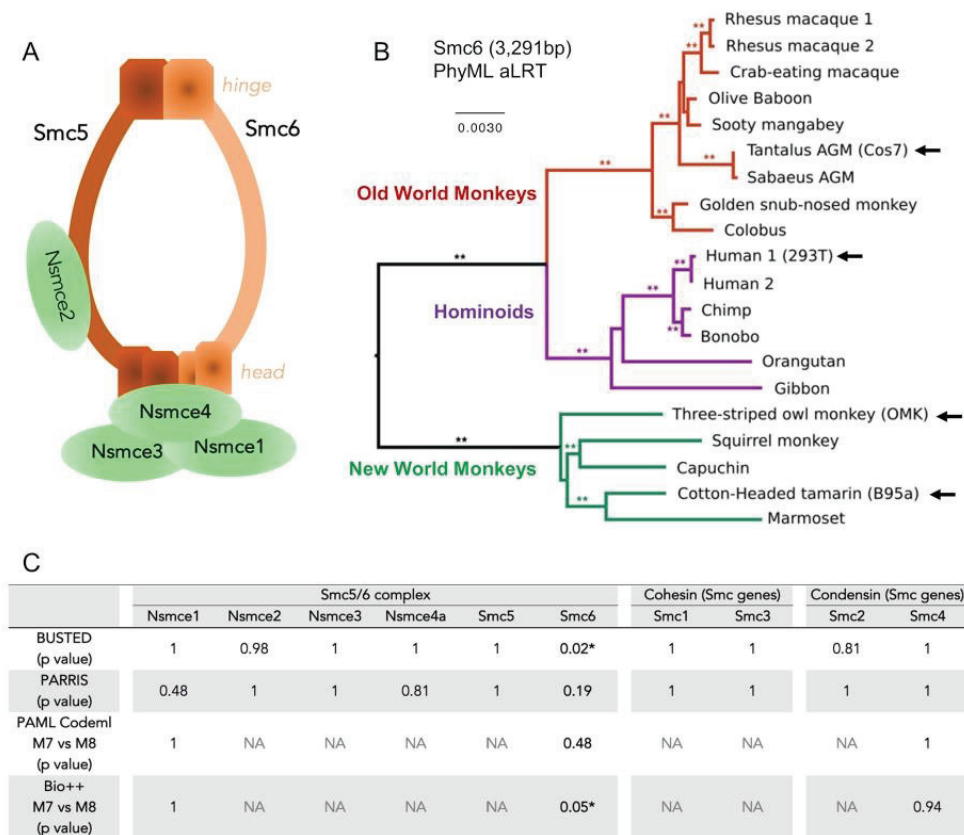 A
hinge
Smc5
Smc6
Nsmce2
head
Nsmce4
Nsmce3
Nsmce1
B
Smc6 (3,291bp)
PhyML aLRT
0.0030
Old World Monkeys
Hominoids
New World Monkeys
**
**
**
**
**
**
**
**
**
**
**
**
**
Rhesus macaque 1
Rhesus macaque 2
Crab-eating macaque
Olive Baboon
Sooty mangabey
Tantalus AGM (Cos7)
Sabaeus AGM
Golden snub-nosed monkey
Colobus
Human 1 (293T)
Human 2
Chimp
Bonobo
Orangutan
Gibbon
Three-striped owl monkey (OMK)
Squirrel monkey
Capuchin
Cotton-Headed tamarin (B95a)
Marmoset
C
Smc5/6 complex Cohesin (Smc genes) Condensin (Smc genes)
Nsmce1 Nsmce2 Nsmce3 Nsmce4a Smc5 Smc6 Smc1 Smc3 Smc2 Smc4
BUSTED
(p value) 1 0.98 1 1 1 0.02* 1 1 0.81 1
PARRIS
(p value) 0.48 1 1 0.81 1 0.19 1 1 1 1
PAML Codeml
M7 vs M8
(p value) 1 NA NA NA NA 0.48 NA NA NA 1
Bio++
M7 vs M8
(p value) 1 NA NA NA NA 0.05* NA NA NA 0.94